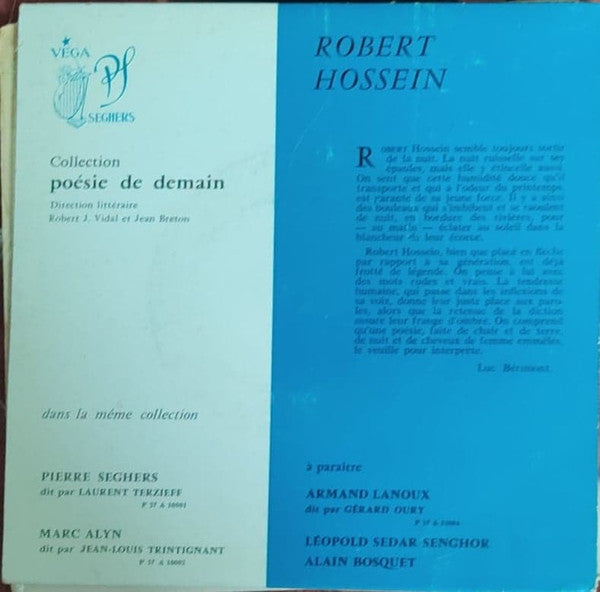 VÉGA
PS
SEGHERS
Collection
poésie de demain
Direction littéraire
Robert J. Vidal et Jean Breton
dans la même collection
PIERRE SEGHERS
dit par LAURENT TERZIEFF
P 37 A 10001
MARC ALYN
dit par JEAN-LOUIS TRINTIGNANT
P 37 A 10002
ROBERT
HOSSEIN
ROBERT Hossein semble toujours sortir
de la nuit. La nuit ruisselle sur ses
épaules, mais elle y étincelle aussi.
On sent que cette humidité douce qu'il
transporte et qui a l'odeur du printemps
est garante de sa jeune force. Il y a ainsi
des bouleaux qui s'imbibent et se saoulent
de nuit, en bordure des rivières, pour
— au matin — éclater au soleil dans la
blancheur de leur écorce.
Robert Hossein, bien que placé en flèche
par rapport à sa génération, est déjà
frotté de légende. On pense à lui avec
des mots rudes et vrais. La tendresse
humaine, qui passe dans les inflexions de
sa voix, donne leur juste place aux paro-
les, alors que la retenue de la diction
assure leur frange d'ombre. On comprend
qu'une poésie, faite de chair et de terre,
de nuit et de cheveux de femme emmêlés,
le veuille pour interprète.
Luc Bérimont.
à paraître
ARMAND LANOUX
dit par GÉRARD OURY
P 37 A 10004
LÉOPOLD SEDAR SENGHOR
ALAIN BOSQUET